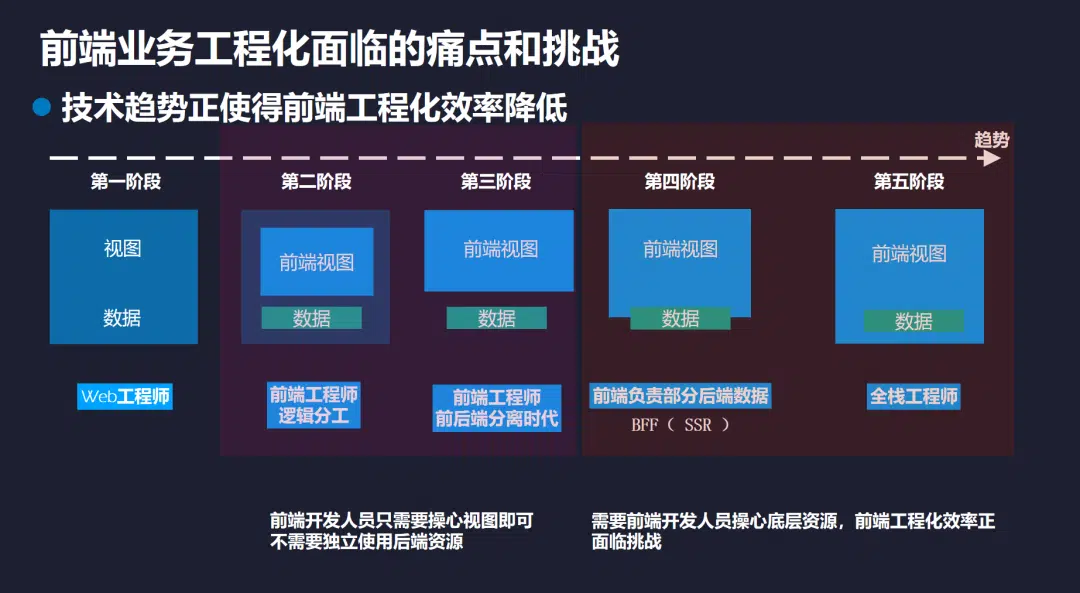 前端业务工程化面临的痛点和挑战
技术趋势正使得前端工程化效率降低
趋势
第一阶段
第二阶段
第三阶段
第四阶段
第五阶段
视图
前端视图
前端视图
前端视图
前端视图
数据
数据
数据
数据
数据
Web工程师
前端工程师
逻辑分工
前端工程师
前后端分离时代
前端负责部分后端数据
BFF（ SSR ）
全栈工程师
前端开发人员只需要操心视图即可
不需要独立使用后端资源
需要前端开发人员操心底层资源，前端工程化效率正
面临挑战